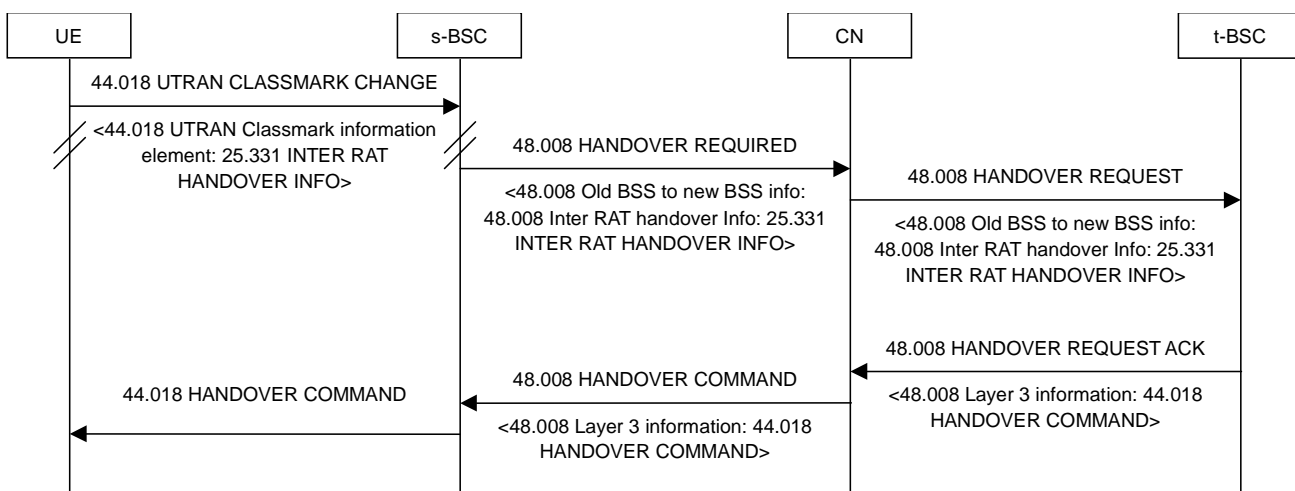 UE
s-BSC
CN
t-BSC
44.018 UTRAN CLASSMARK CHANGE
<44.018 UTRAN Classmark information
element: 25.331 INTER RAT
HANDOVER INFO>
48.008 HANDOVER REQUIRED
<48.008 Old BSS to new BSS info:
48.008 Inter RAT handover Info: 25.331
INTER RAT HANDOVER INFO>
48.008 HANDOVER REQUEST
<48.008 Old BSS to new BSS info:
48.008 Inter RAT handover Info: 25.331
INTER RAT HANDOVER INFO>
48.008 HANDOVER REQUEST ACK
<48.008 Layer 3 information: 44.018
HANDOVER COMMAND>
48.008 HANDOVER COMMAND
<48.008 Layer 3 information: 44.018
HANDOVER COMMAND>
44.018 HANDOVER COMMAND